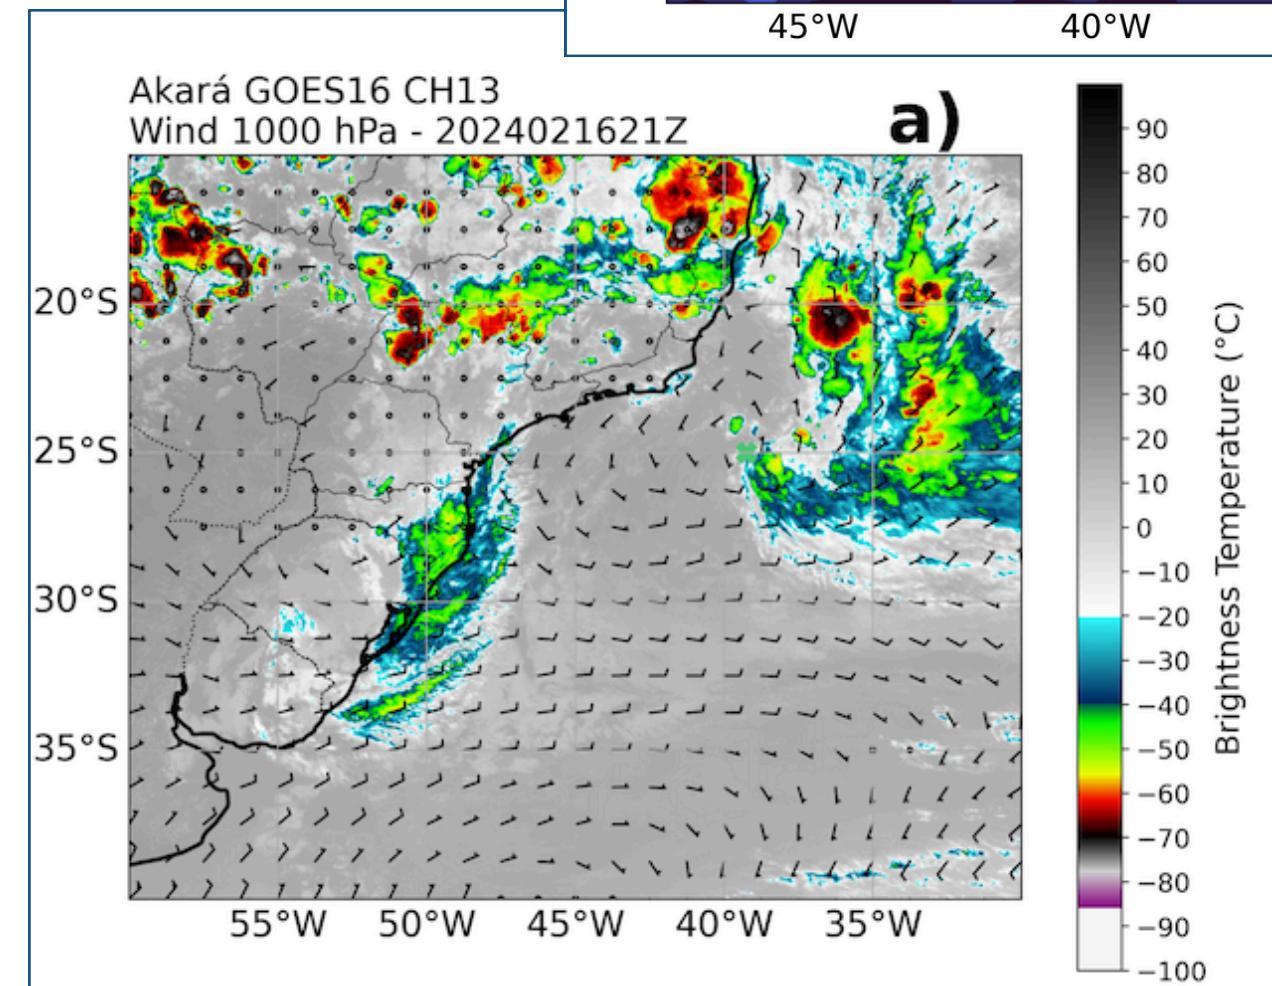 45°W 40°W
Akará GOES16 CH13
Wind 1000 hPa - 2024021621Z
a)
20°S
25°S
30°S
35°S
55°W 50°W 45°W 40°W 35°W
90
80
70
60
50
40
30
20
10
0
−10
−20
−30
−40
−50
−60
−70
−80
−90
−100
Brightness Temperature (°C)